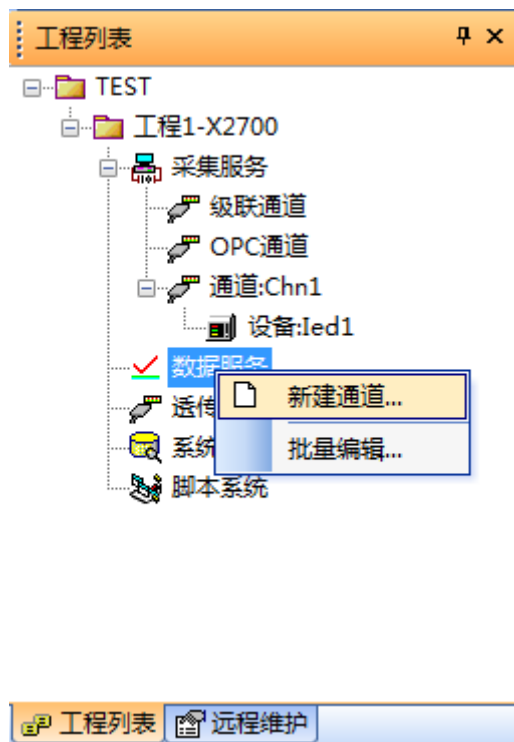 工程列表
TEST
工程1-X2700
采集服务
级联通道
OPC通道
通道:Chn1
设备:Ied1
数据服务
新建通道...
透传
系统
批量编辑...
脚本系统
工程列表
远程维护